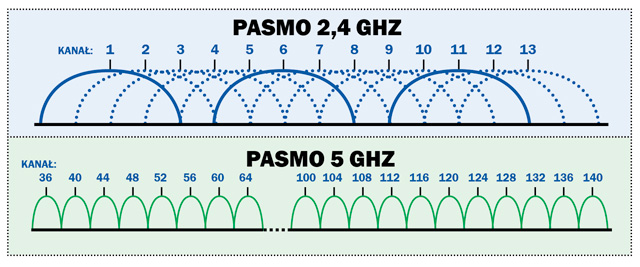 PASMO 2,4 GHZ
KANAŁ: 1 2 3 4 5 6 7 8 9 10 11 12 13
PASMO 5 GHZ
KANAŁ:
36 40 44 48 52 56 60 64 100 104 108 112 116 120 124 128 132 136 140